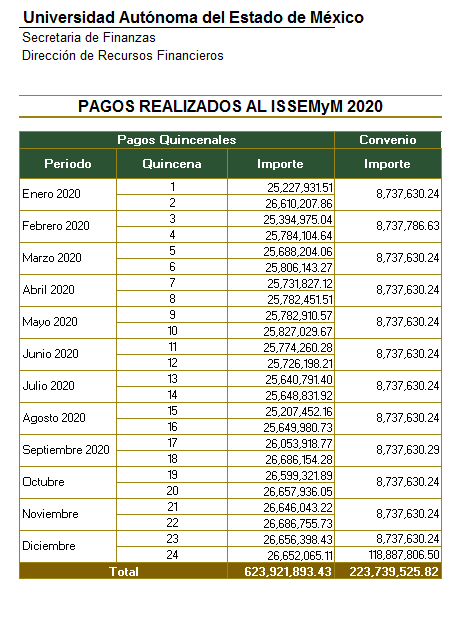 Universidad Autónoma del Estado de México
Secretaria de Finanzas
Dirección de Recursos Financieros
PAGOS REALIZADOS AL ISSEMyM 2020
Pagos Quincenales Convenio
Periodo Quincena Importe Importe
Enero 2020 1 25,227,931.51 8,737,630.24
2 26,610,207.86
Febrero 2020 3 25,394,975.04 8,737,786.63
4 25,784,104.64
Marzo 2020 5 25,688,204.06 8,737,630.24
6 25,806,143.27
Abril 2020 7 25,731,827.12 8,737,630.24
8 25,782,451.51
Mayo 2020 9 25,782,910.57 8,737,630.24
10 25,827,029.67
Junio 2020 11 25,774,260.28 8,737,630.24
12 25,726,198.21
Julio 2020 13 25,640,791.40 8,737,630.24
14 25,648,831.92
Agosto 2020 15 25,207,452.16 8,737,630.24
16 25,649,980.73
Septiembre 2020 17 26,053,918.77 8,737,630.29
18 26,686,154.28
Octubre 19 26,599,321.89 8,737,630.24
20 26,657,936.05
Noviembre 21 26,646,043.22 8,737,630.24
22 26,686,755.73
Diciembre 23 26,656,398.43 8,737,630.24
24 26,652,065.11 118,887,806.50
Total 623,921,893.43 223,739,525.82